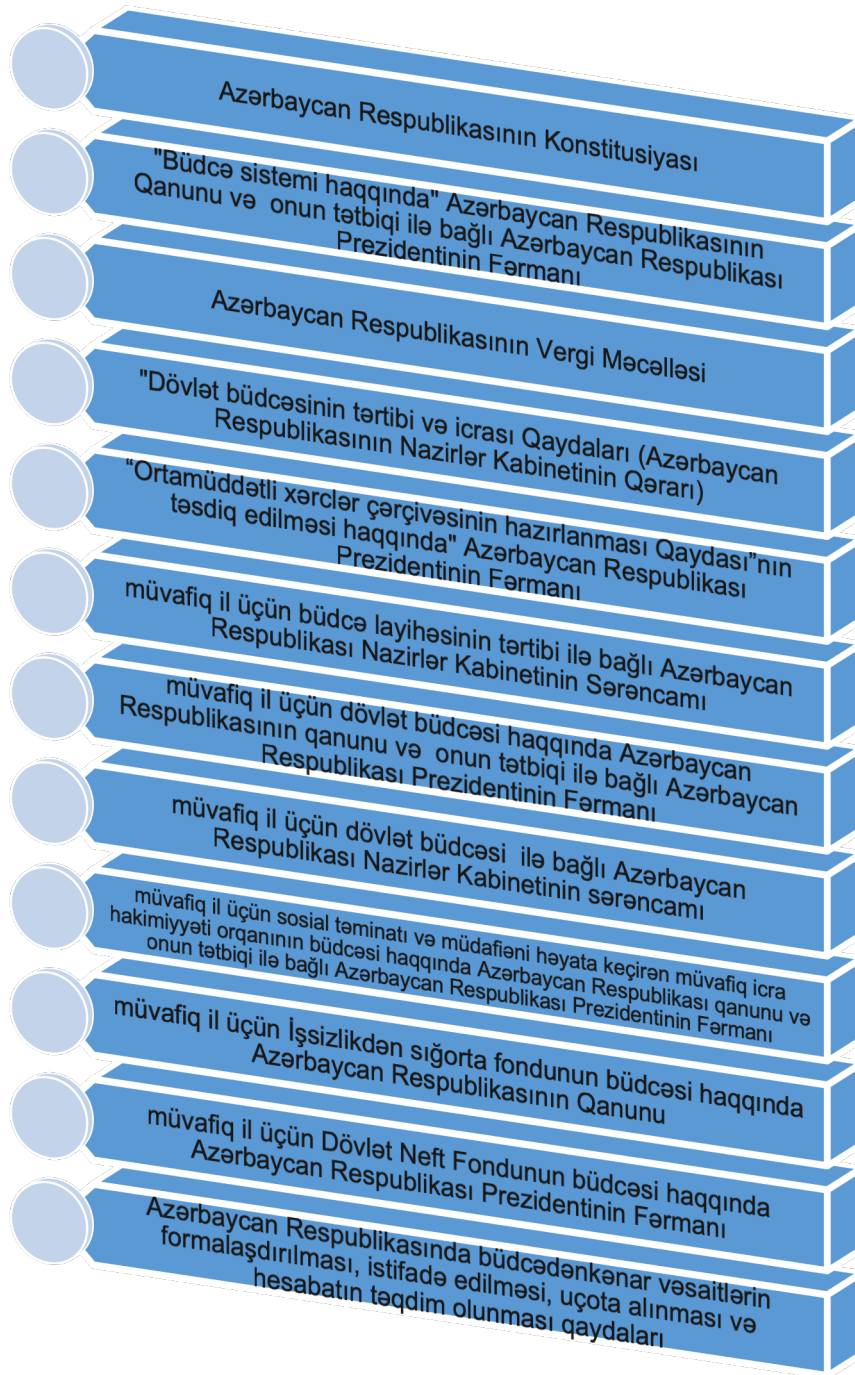 Azərbaycan Respublikasının Konstitusiyası
"Büdcə sistemi haqqında" Azərbaycan Respublikasının
Qanunu və onun tətbiqi ilə bağlı Azərbaycan Respublikası
Prezidentinin Fərmanı
Azərbaycan Respublikasının Vergi Məcəlləsi
"Dövlət büdcəsinin tərtibi və icrası Qaydaları (Azərbaycan
Respublikasının Nazirlər Kabinetinin Qərarı)
“Ortamüddətli xərclər çərçivəsinin hazırlanması Qaydası”nın
təsdiq edilməsi haqqında" Azərbaycan Respublikası
Prezidentinin Fərmanı
müvafiq il üçün büdcə layihəsinin tərtibi ilə bağlı Azərbaycan
Respublikası Nazirlər Kabinetinin Sərəncamı
müvafiq il üçün dövlət büdcəsi haqqında Azərbaycan
Respublikasının qanunu və onun tətbiqi ilə bağlı Azərbaycan
Respublikası Prezidentinin Fərmanı
müvafiq il üçün dövlət büdcəsi ilə bağlı Azərbaycan
Respublikası Nazirlər Kabinetinin sərəncamı
müvafiq il üçün sosial təminatı və müdafiəni həyata keçirən müvafiq icra
hakimiyyəti orqanının büdcəsi haqqında Azərbaycan Respublikası qanunu və
onun tətbiqi ilə bağlı Azərbaycan Respublikası Prezidentinin Fərmanı
müvafiq il üçün İşsizlikdən sığorta fondunun büdcəsi haqqında
Azərbaycan Respublikasının Qanunu
müvafiq il üçün Dövlət Neft Fondunun büdcəsi haqqında
Azərbaycan Respublikası Prezidentinin Fərmanı
Azərbaycan Respublikasında büdcədənkənar vəsaitlərin
formalaşdırılması, istifadə edilməsi, uçota alınması və
hesabatın təqdim olunması qaydaları